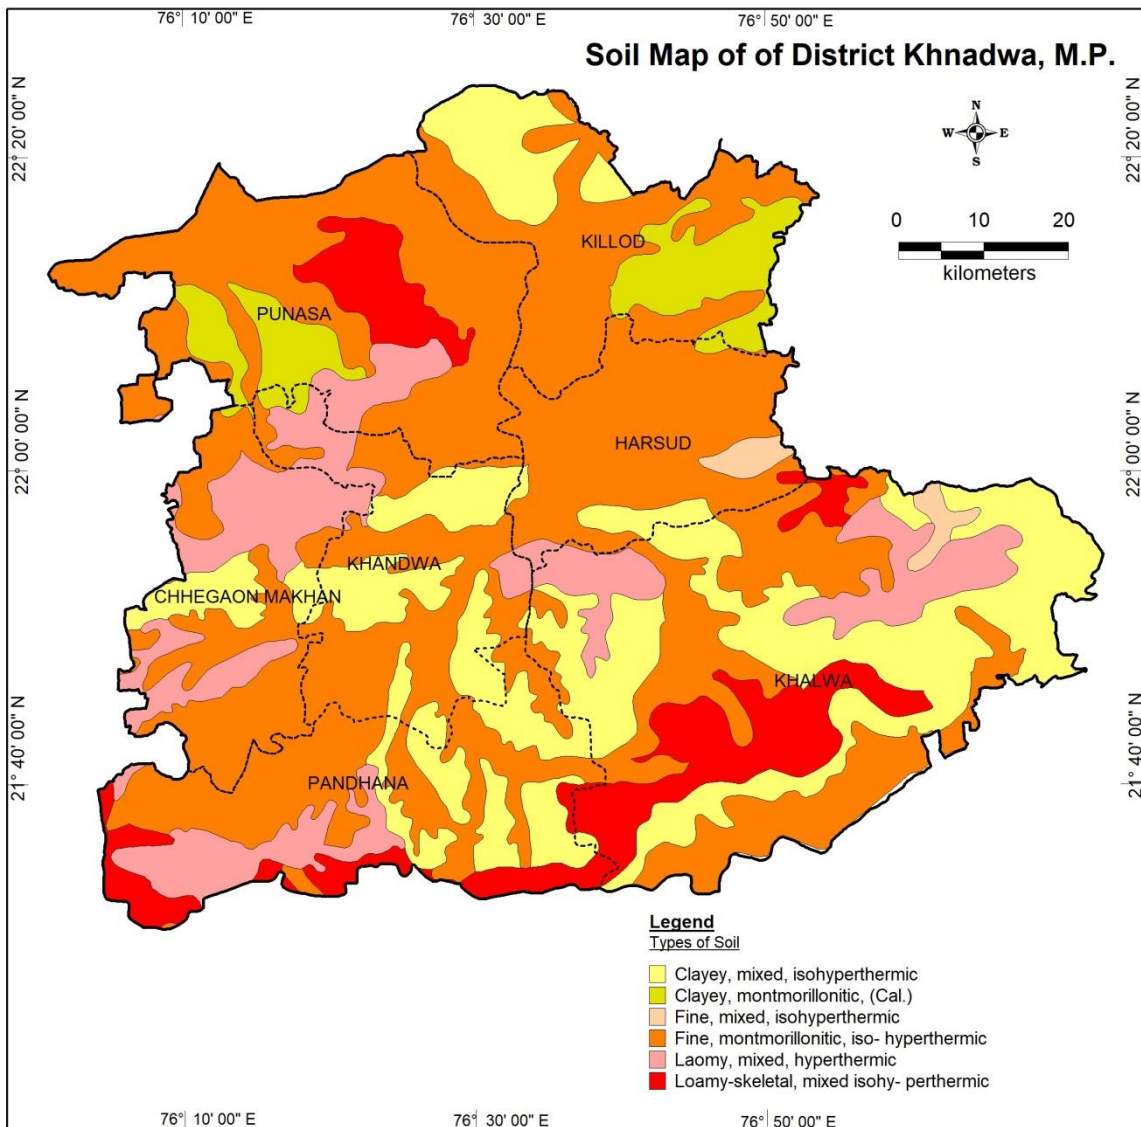 76° 10' 00" E
76° 30' 00" E
76° 50' 00" E
Soil Map of of District Khnadwa, M.P.
22° 20' 00" N
22° 20' 00" N
N
W
E
S
0
10
20
kilometers
KILLOD
PUNASA
HARSUD
22° 00' 00" N
22° 00' 00" N
KHANDWA
CHHEGAON MAKHAN
KHALWA
PANDHANA
21° 40' 00" N
21° 40' 00" N
Legend
Types of Soil
Clayey, mixed, isohyperthermic
Clayey, montmorillonitic, (Cal.)
Fine, mixed, isohyperthermic
Fine, montmorillonitic, iso- hyperthermic
Laomy, mixed, hyperthermic
Loamy-skeletal, mixed isohy- perthermic
76° 10' 00" E
76° 30' 00" E
76° 50' 00" E